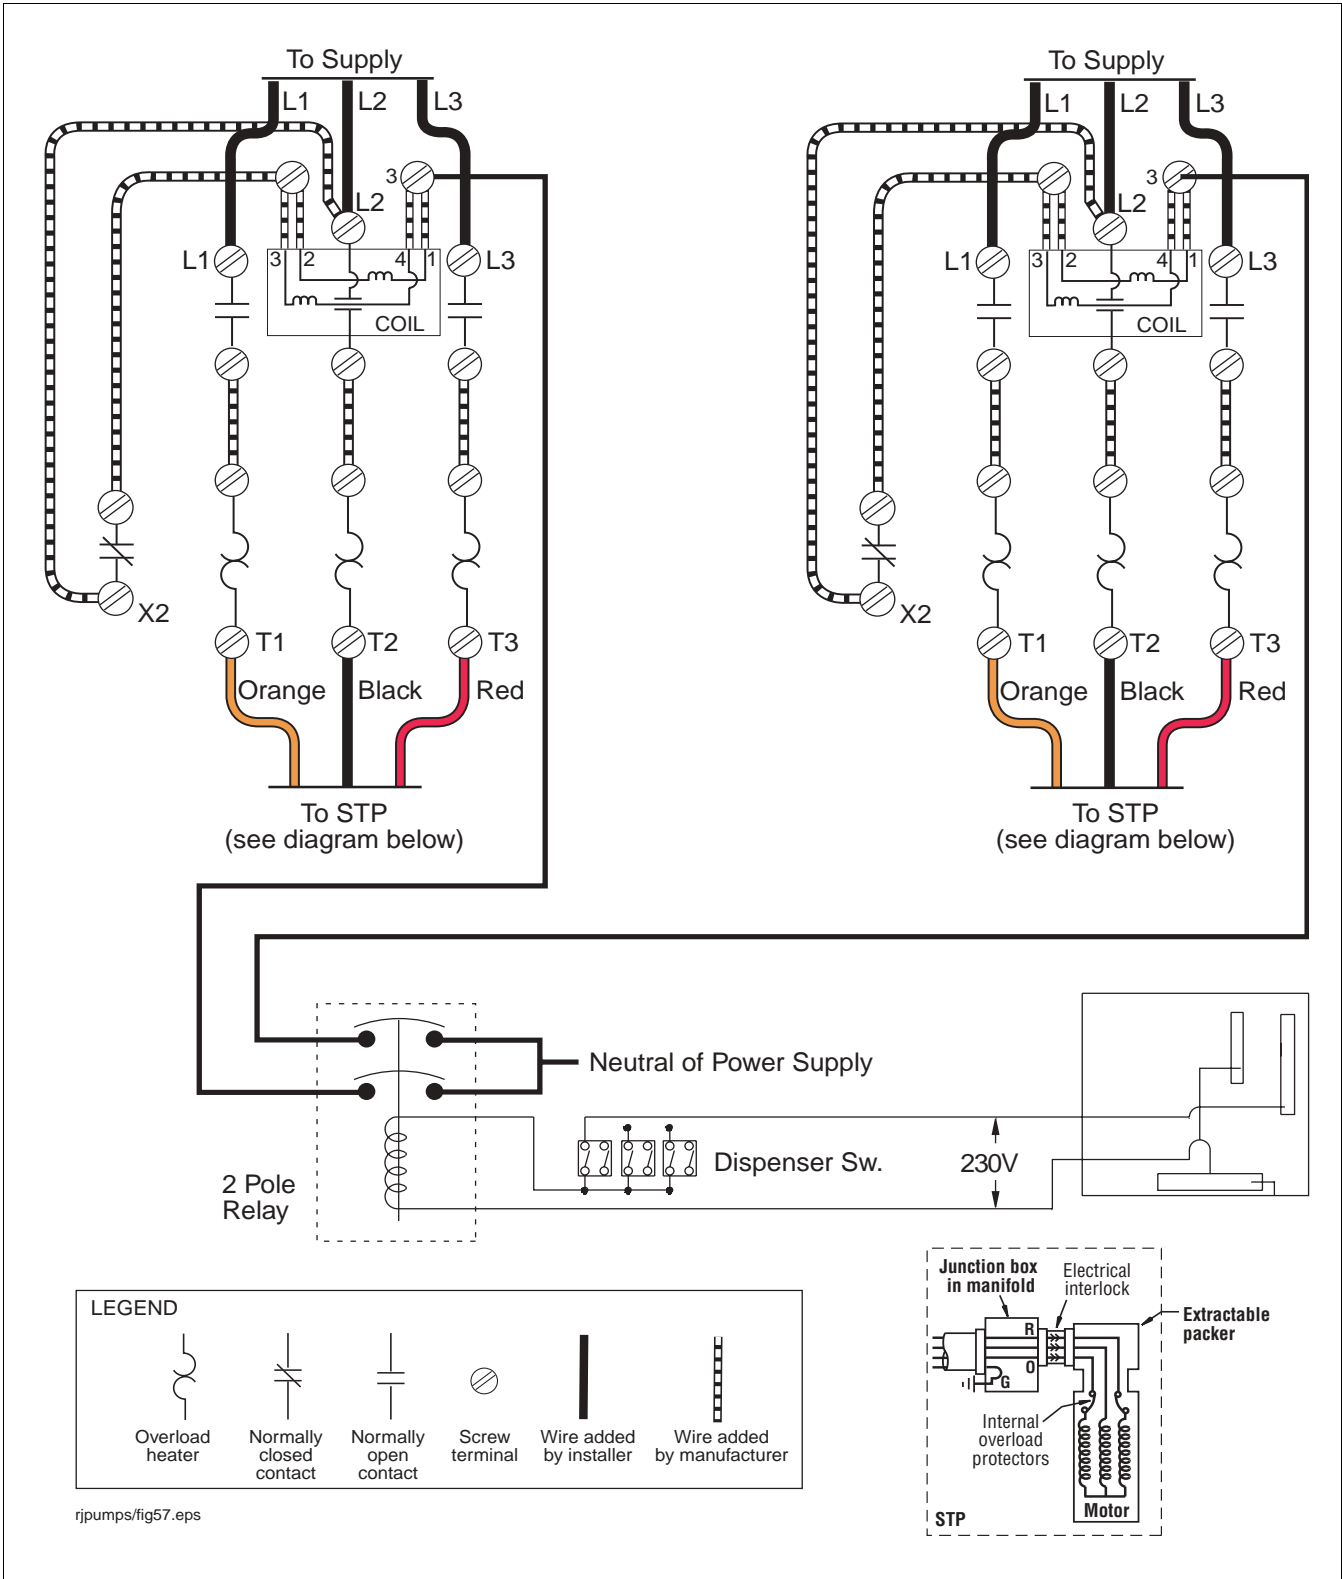 To Supply
L1
L2
L3
3
L2
L1
3
2
4
1
L3
COIL
X2
T1
T2
T3
Orange
Black
Red
To STP
(see diagram below)
To Supply
L1
L2
L3
3
L2
L1
3
2
4
1
L3
COIL
X2
T1
T2
T3
Orange
Black
Red
To STP
(see diagram below)
Neutral of Power Supply
Dispenser Sw.
230V
2 Pole
Relay
LEGEND
Overload
heater
Normally
closed
contact
Normally
open
contact
Screw
terminal
Wire added
by installer
Wire added
by manufacturer
rjpumps/fig57.eps
Junction box
in manifold
Electrical
interlock
Extractable
packer
R
O
G
Internal
overload
protectors
Motor
STP